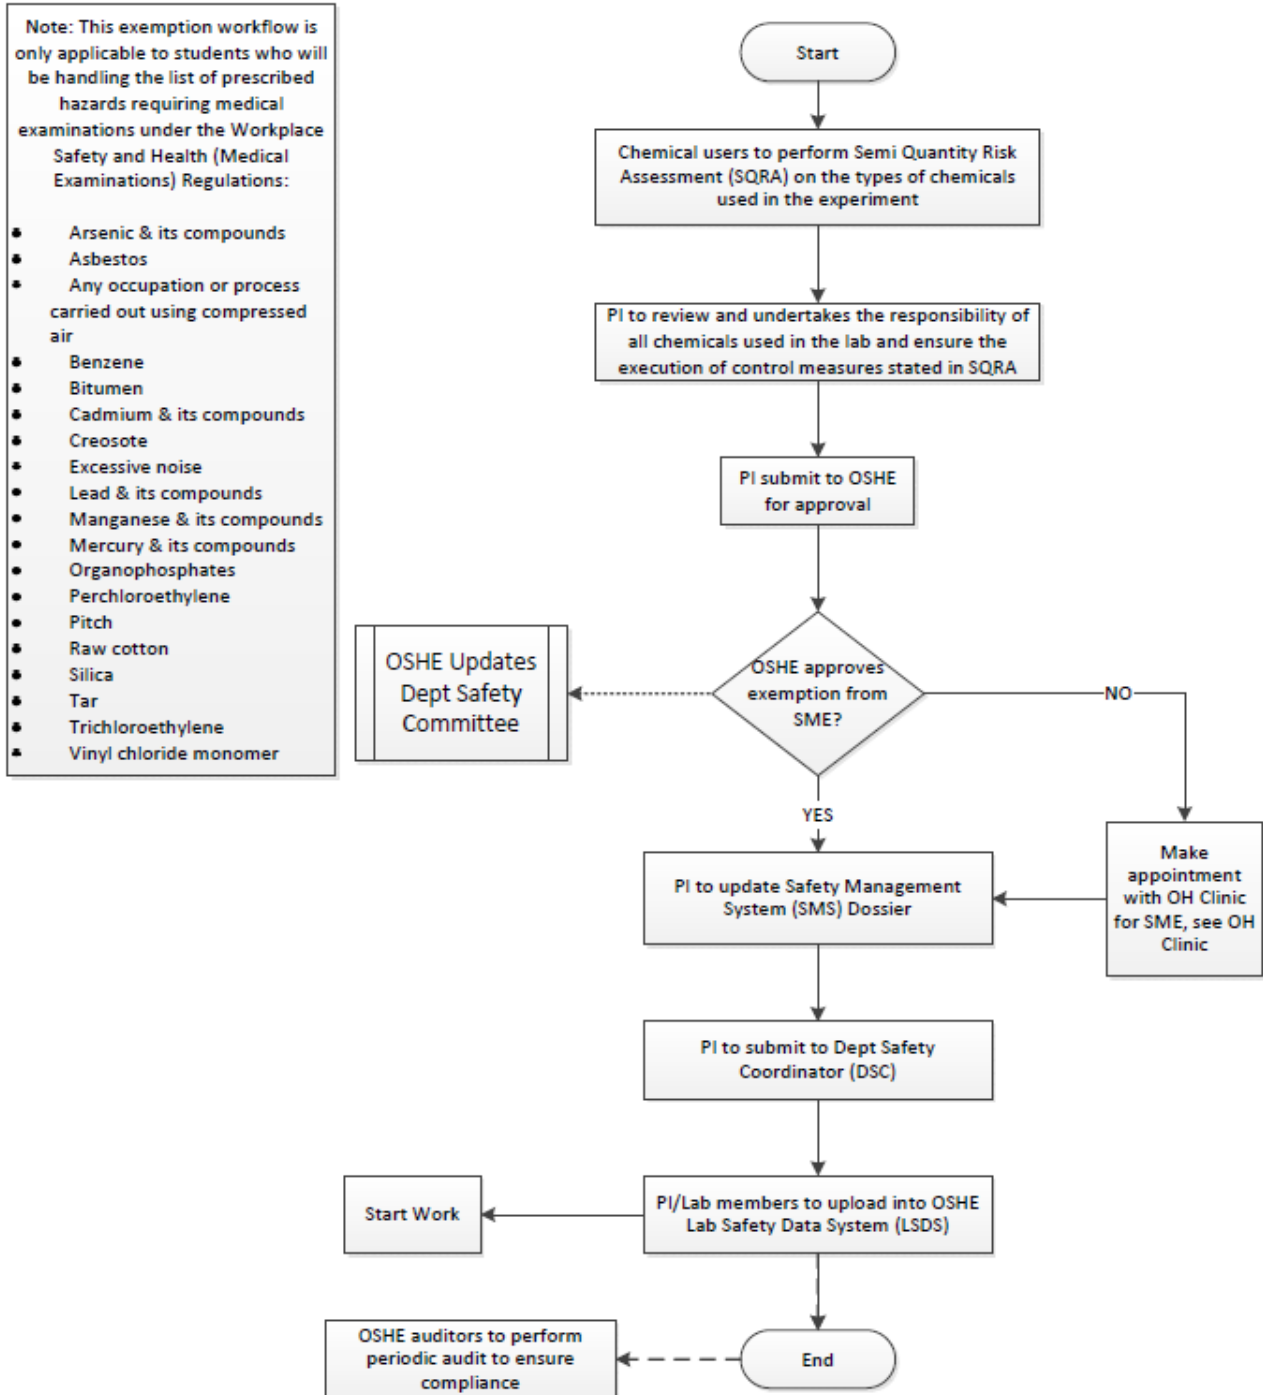 Note: This exemption workflow is
only applicable to students who will
be handling the list of prescribed
hazards requiring medical
examinations under the Workplace
Safety and Health (Medical
Examinations) Regulations:
Arsenic & its compounds
Asbestos
Any occupation or process
carried out using compressed
air
Benzene
Bitumen
Cadmium & its compounds
Creosote
Excessive noise
Lead & its compounds
Manganese & its compounds
Mercury & its compounds
Organophosphates
Perchloroethylene
Pitch
Raw cotton
Silica
Tar
Trichloroethylene
Vinyl chloride monomer
Start
Chemical users to perform Semi Quantity Risk
Assessment (SQRA) on the types of chemicals
used in the experiment
PI to review and undertakes the responsibility of
all chemicals used in the lab and ensure the
execution of control measures stated in SQRA
PI submit to OSHE
for approval
OSHE approves
exemption from
SME?
OSHE Updates
Dept Safety
Committee
NO
YES
Make
appointment
with OH Clinic
for SME, see OH
Clinic
PI to update Safety Management
System (SMS) Dossier
PI to submit to Dept Safety
Coordinator (DSC)
PI/Lab members to upload into OSHE
Lab Safety Data System (LSDS)
Start Work
End
OSHE auditors to perform
periodic audit to ensure
compliance